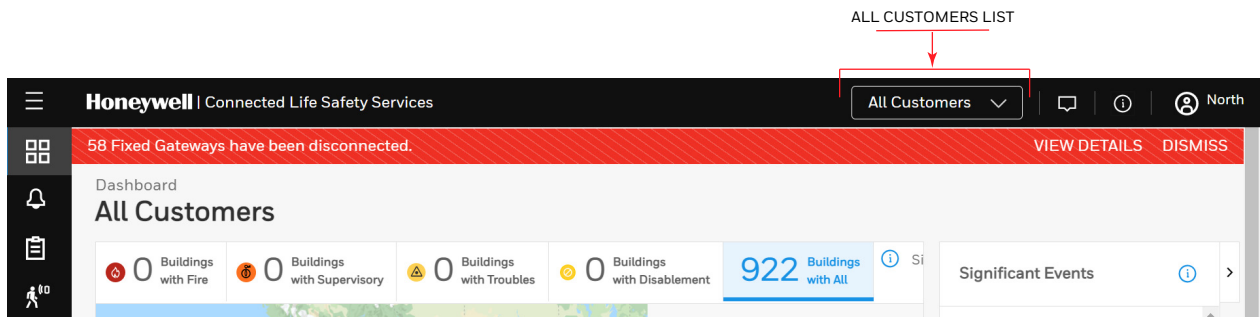 ALL CUSTOMERS LIST
Honeywell | Connected Life Safety Services
All Customers
North
58 Fixed Gateways have been disconnected.
VIEW DETAILS DISMISS
Dashboard
All Customers
0 Buildings with Fire
0 Buildings with Supervisory
0 Buildings with Troubles
0 Buildings with Disablement
922 Buildings with All
Si
Significant Events